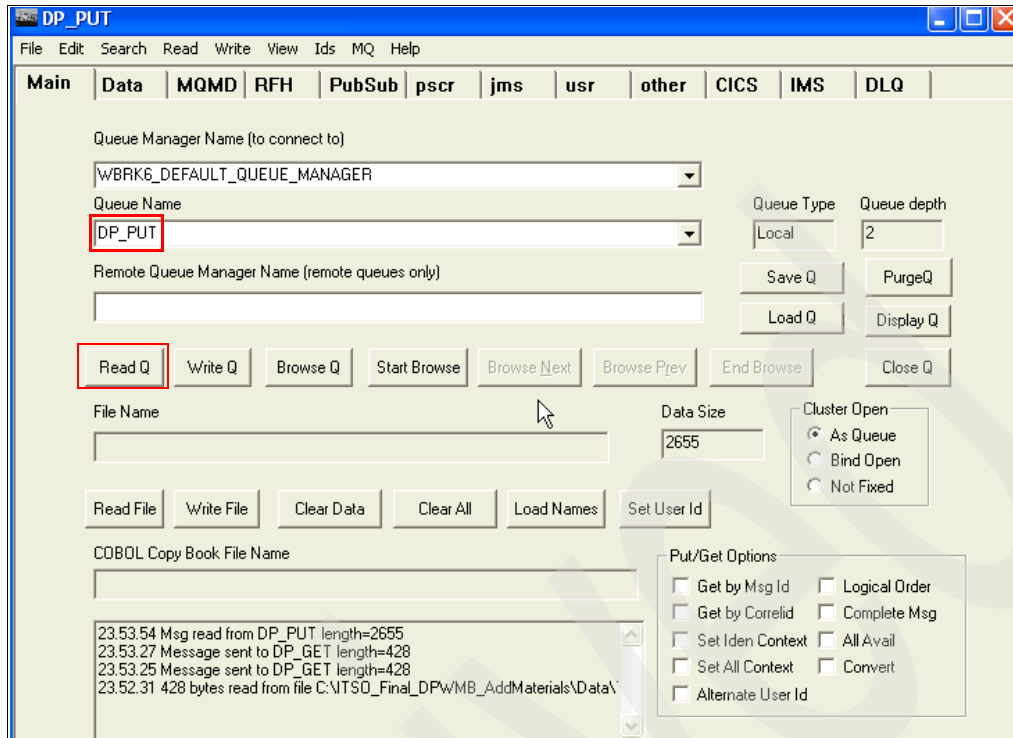 DP_PUT
File Edit Search Read Write View Ids MQ Help
Main Data MQMD RFH PubSub pscr jms usr other CICS IMS DLQ
Queue Manager Name (to connect to)
WBRK6_DEFAULT_QUEUE_MANAGER
Queue Name Queue Type Queue depth
DP_PUT Local 2
Remote Queue Manager Name (remote queues only)
Save Q PurgeQ
Load Q Display Q
Read Q Write Q Browse Q Start Browse Browse Next Browse Prev End Browse Close Q
File Name Data Size Cluster Open
2655 As Queue
Bind Open
Not Fixed
Read File Write File Clear Data Clear All Load Names Set User Id
COBOL Copy Book File Name Put/Get Options
Get by Msg Id Logical Order
Get by Correlid Complete Msg
23.53.54 Msg read from DP_PUT length=2655
Set Iden Context All Avail
23.53.27 Message sent to DP_GET length=428
23.53.25 Message sent to DP_GET length=428
Set All Context Convert
23.52.31 428 bytes read from file C:\ITSO_Final_DPWMB_AddMaterials\Data\
Alternate User Id